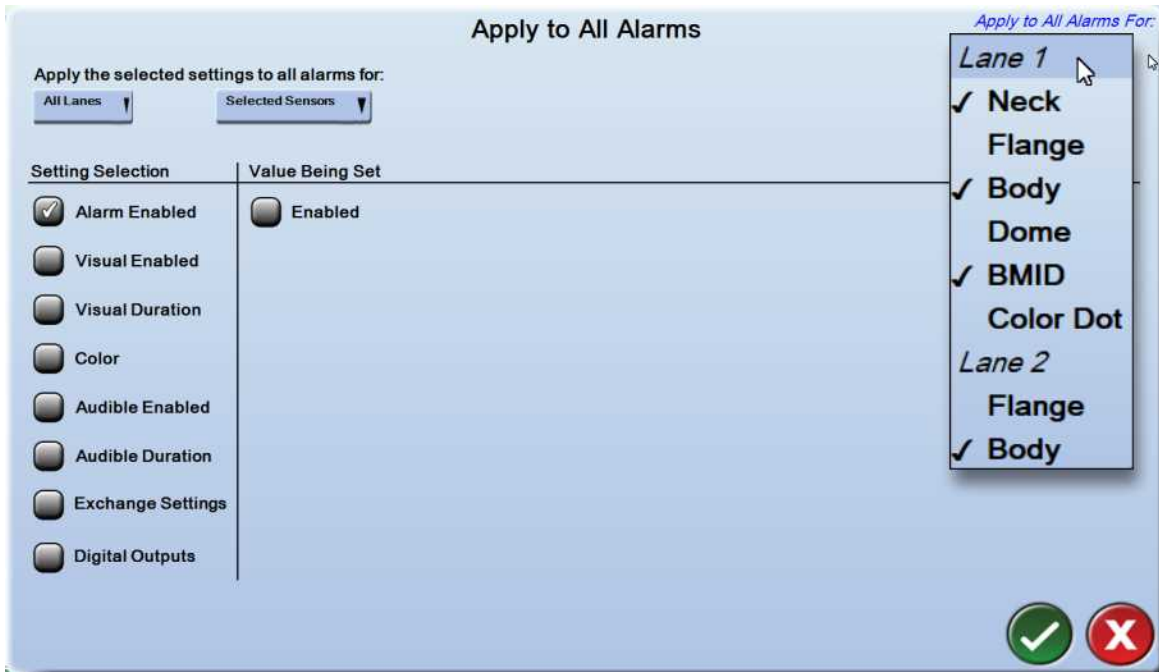 Apply to All Alarms
Apply to All Alarms For:
Apply the selected settings to all alarms for:
All Lanes
Selected Sensors
Setting Selection
Value Being Set
Alarm Enabled
Enabled
Visual Enabled
Visual Duration
Color
Audible Enabled
Audible Duration
Exchange Settings
Digital Outputs
Lane 1
✓ Neck
Flange
✓ Body
Dome
✓ BMID
Color Dot
Lane 2
Flange
✓ Body